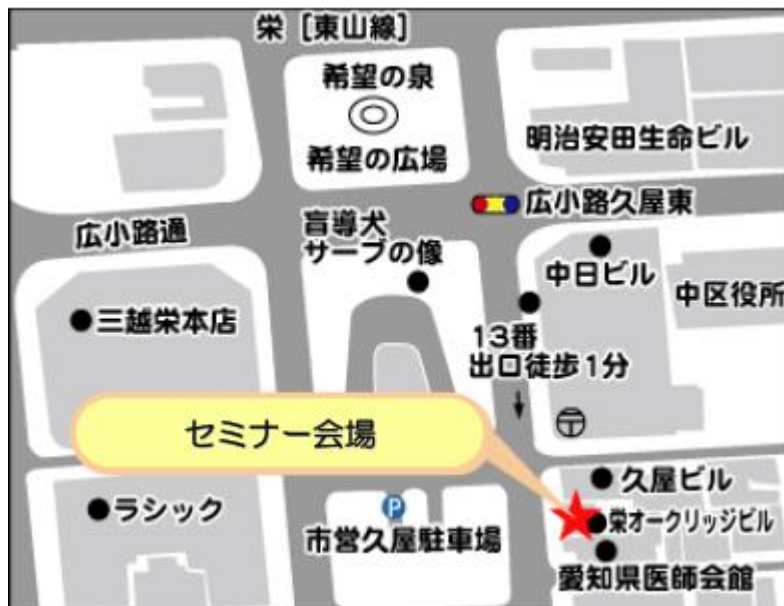 栄［東山線］
希望の泉
希望の広場
明治安田生命ビル
広小路久屋東
広小路通
盲導犬
サーブの像
中日ビル
中区役所
三越栄本店
13番
出口徒歩1分
〒
セミナー会場
久屋ビル
ラシック
P
栄オークリッジビル
市営久屋駐車場
愛知県医師会館